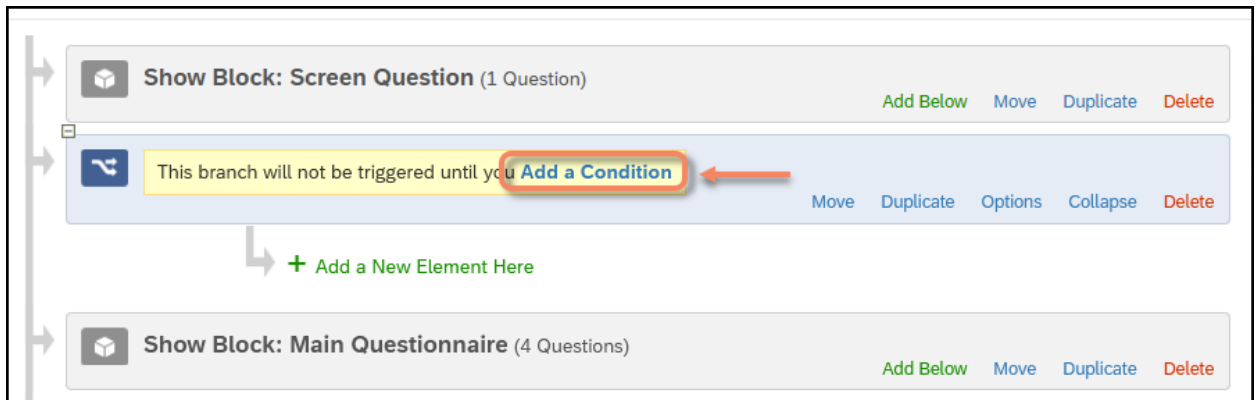 Show Block: Screen Question (1 Question)
Add Below Move Duplicate Delete
This branch will not be triggered until you Add a Condition
Move Duplicate Options Collapse Delete
+ Add a New Element Here
Show Block: Main Questionnaire (4 Questions)
Add Below Move Duplicate Delete